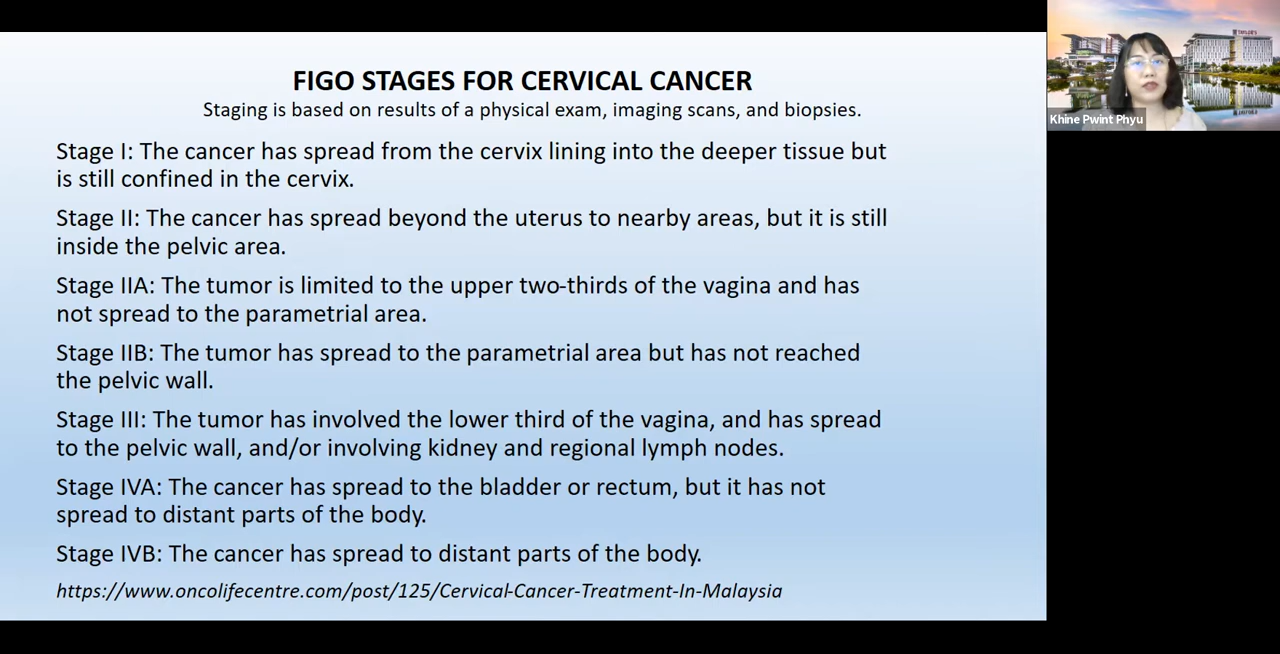 FIGO STAGES FOR CERVICAL CANCER
Staging is based on results of a physical exam, imaging scans, and biopsies.
Stage I: The cancer has spread from the cervix lining into the deeper tissue but
is still confined in the cervix.
Stage II: The cancer has spread beyond the uterus to nearby areas, but it is still
inside the pelvic area.
Stage IIA: The tumor is limited to the upper two-thirds of the vagina and has
not spread to the parametrial area.
Stage IIB: The tumor has spread to the parametrial area but has not reached
the pelvic wall.
Stage III: The tumor has involved the lower third of the vagina, and has spread
to the pelvic wall, and/or involving kidney and regional lymph nodes.
Stage IVA: The cancer has spread to the bladder or rectum, but it has not
spread to distant parts of the body.
Stage IVB: The cancer has spread to distant parts of the body.
https://www.oncolifecentre.com/post/125/Cervical-Cancer-Treatment-In-Malaysia
Khine Pwint Phyu